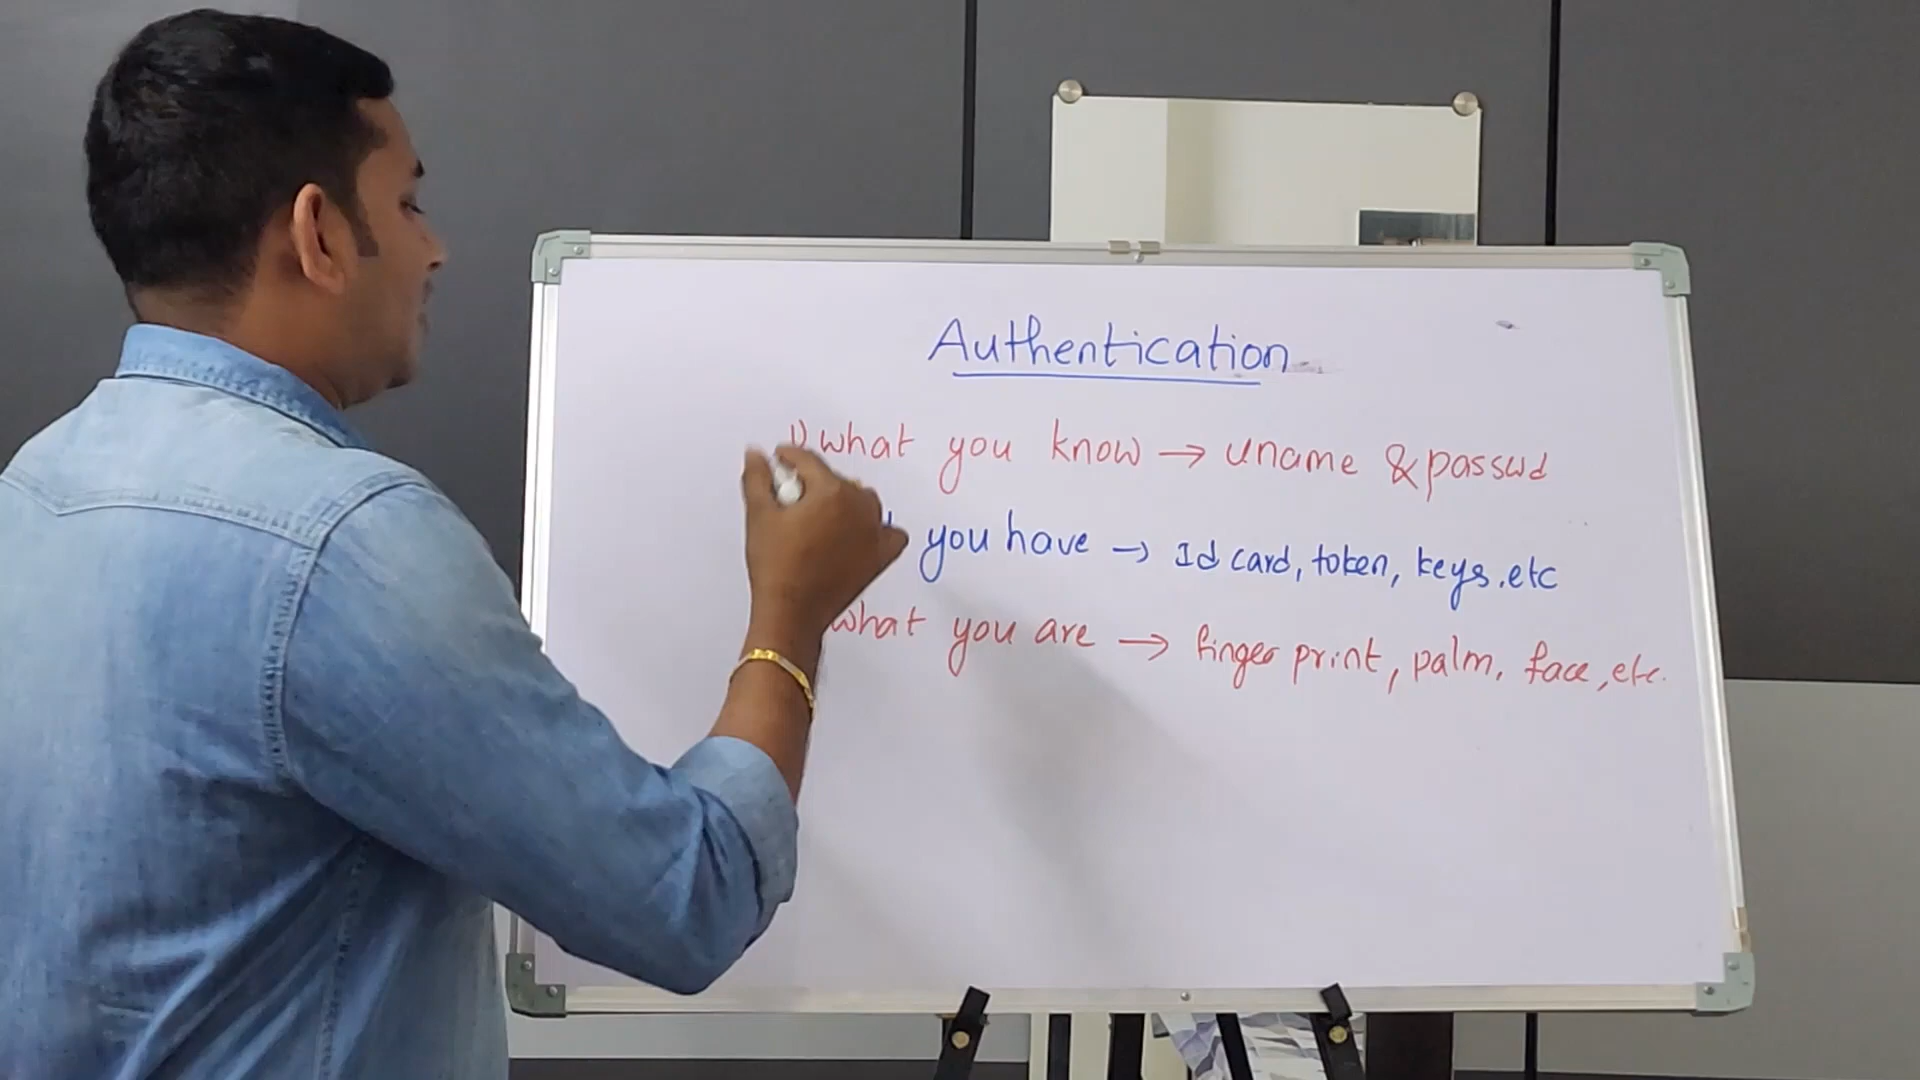 Authentication
1) what you know → uname & passwd
you have → Id card, token, keys.etc
what you are → finger print, palm, face, etc.